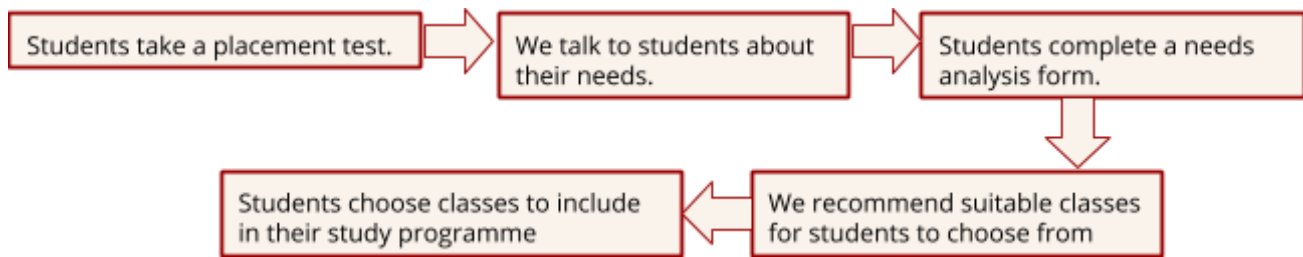 Students take a placement test.
We talk to students about
their needs.
Students complete a needs
analysis form.
We recommend suitable classes
for students to choose from
Students choose classes to include
in their study programme